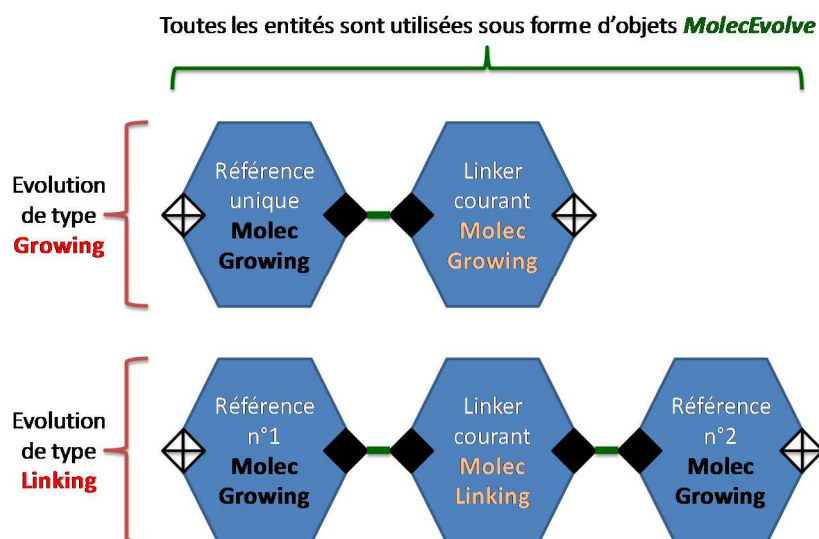 Toutes les entités sont utilisées sous forme d'objets MolecEvolve
Evolution
de type
Growing
Référence
unique
Molec
Growing
Linker
courant
Molec
Growing
Evolution
de type
Linking
Référence
n°1
Molec
Growing
Linker
courant
Molec
Linking
Référence
n°2
Molec
Growing